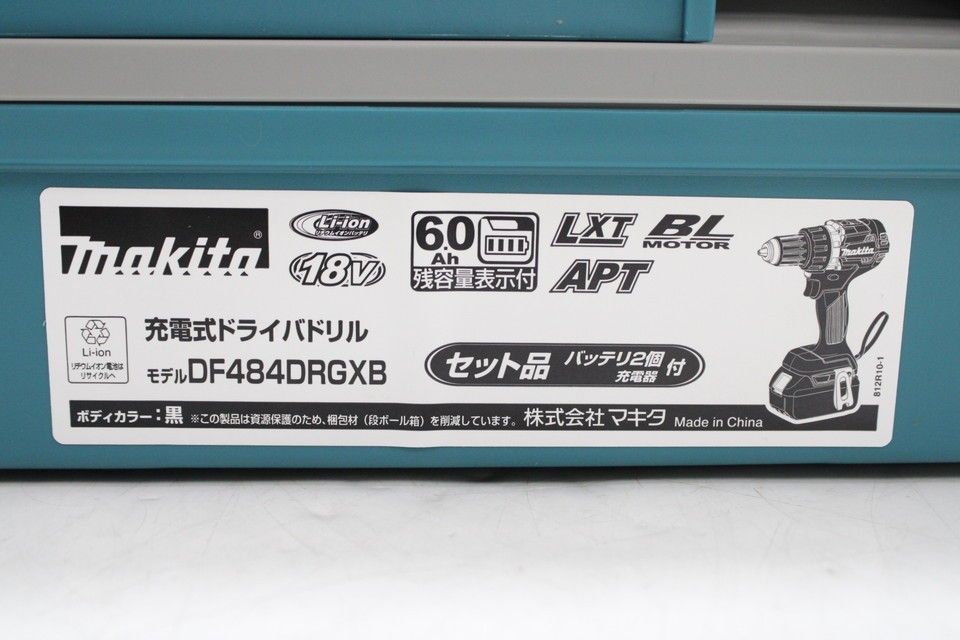 makita®
Li-ion
リチウムイオンバッテリ
18V
6.0
Ah
残容量表示付
LXT
BL
MOTOR
APT
makita
Li-ion
リチウムイオン電池は
リサイクルへ
充電式ドライバドリル
モデルDF484DRGXB
セット品 バッテリ2個
充電器
付
812R10-1
ボディカラー:黒 ※この製品は資源保護のため、梱包材(段ボール箱)を削減しています。 株式会社マキタ Made in China